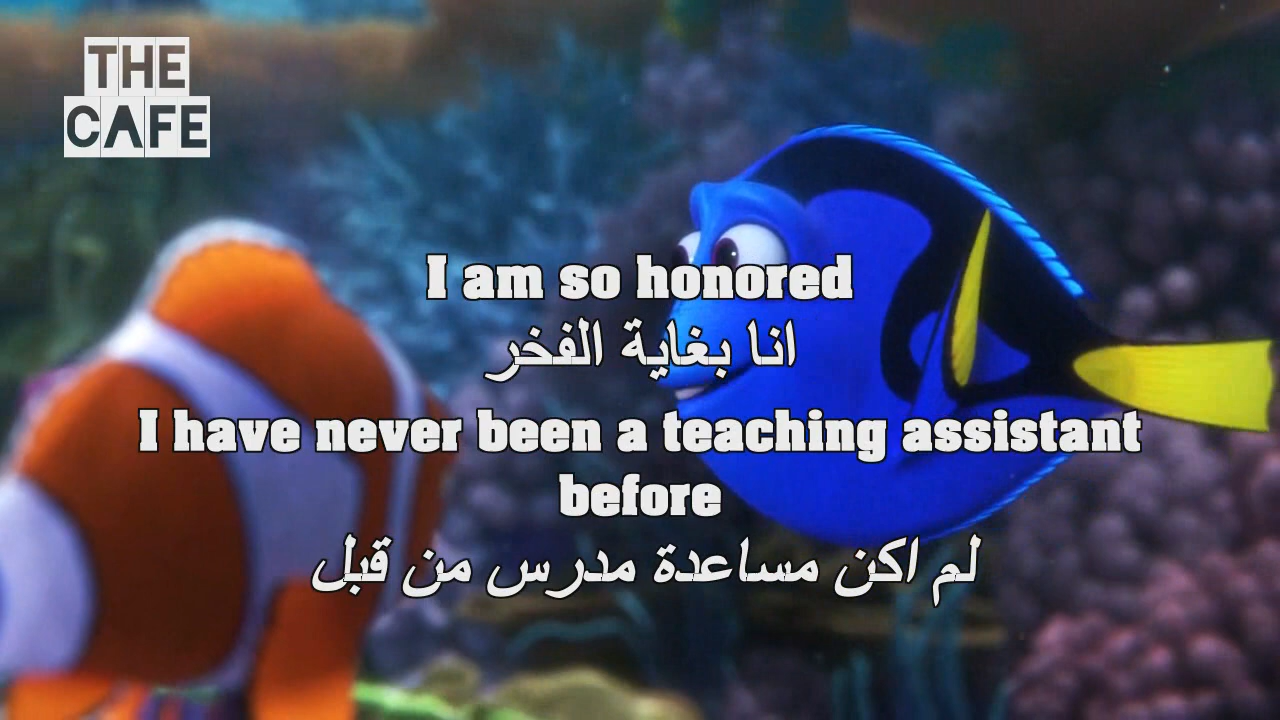 THE
CAFE
I am so honored
انا بغاية الفخر
I have never been a teaching assistant
before
لم اكن مساعدة مدرس من قبل